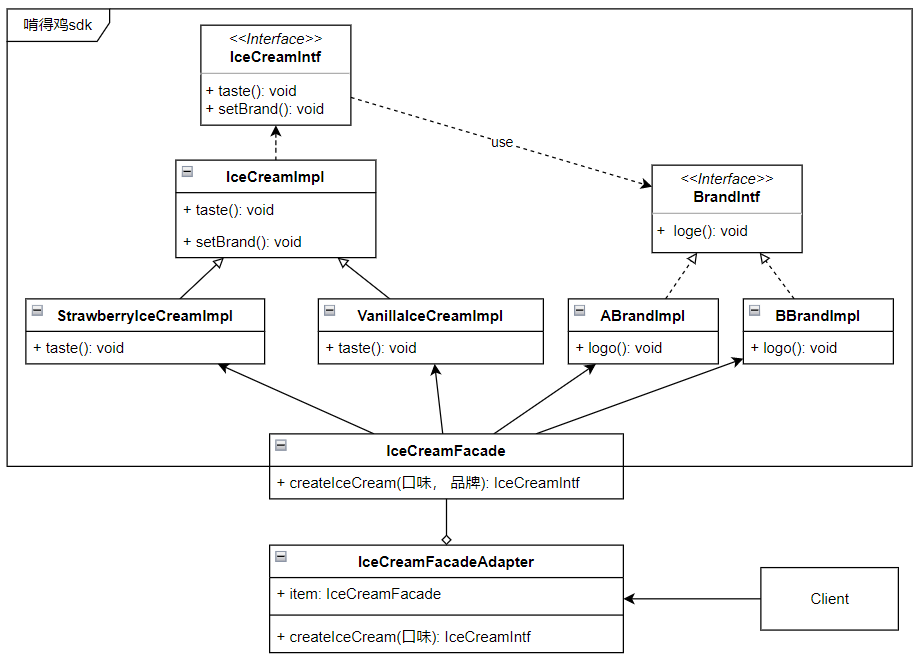 啃得鸡sdk
<<Interface>>
IceCreamIntf
+ taste(): void
+ setBrand(): void
use
<<Interface>>
BrandIntf
+ loge(): void
IceCreamImpl
+ taste(): void
+ setBrand(): void
StrawberryIceCreamImpl
+ taste(): void
VanillaIceCreamImpl
+ taste(): void
ABrandImpl
+ logo(): void
BBrandImpl
+ logo(): void
IceCreamFacade
+ createIceCream(口味， 品牌): IceCreamIntf
IceCreamFacadeAdapter
+ item: IceCreamFacade
+ createIceCream(口味): IceCreamIntf
Client